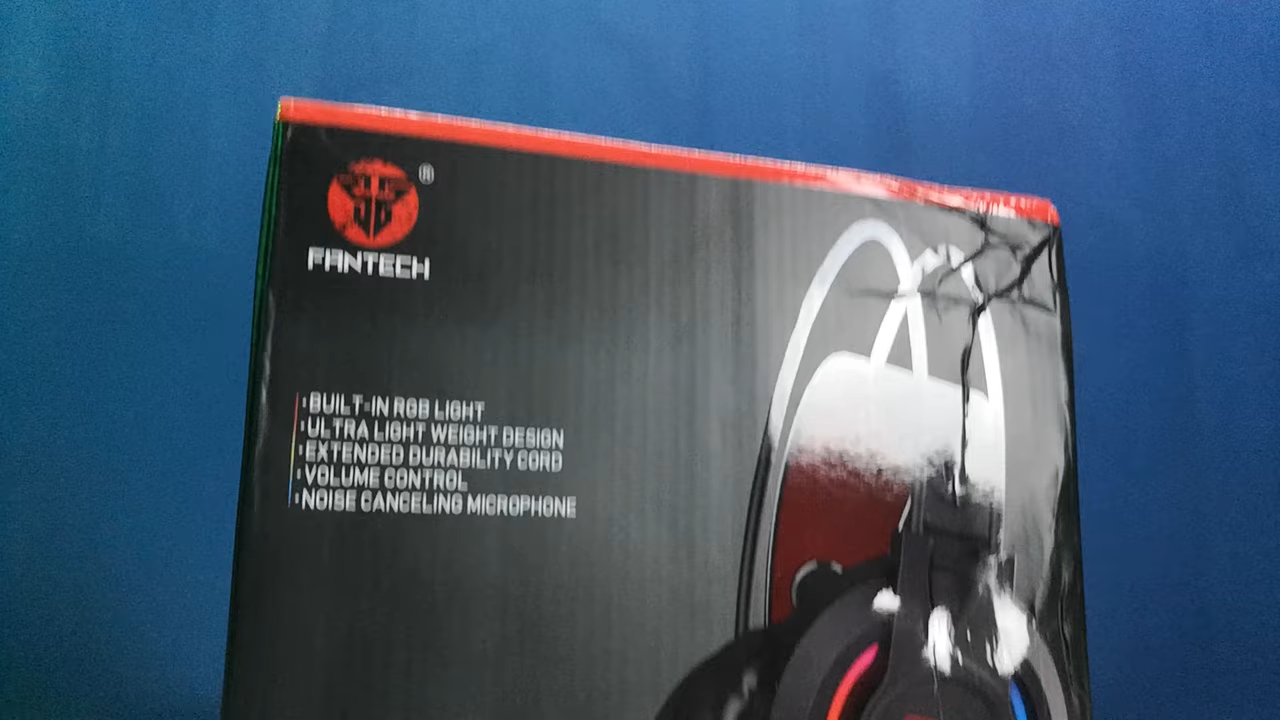 ®
FANTECH
BUILT-IN RGB LIGHT
ULTRA LIGHT WEIGHT DESIGN
EXTENDED DURABILITY CORD
VOLUME CONTROL
NOISE CANCELING MICROPHONE